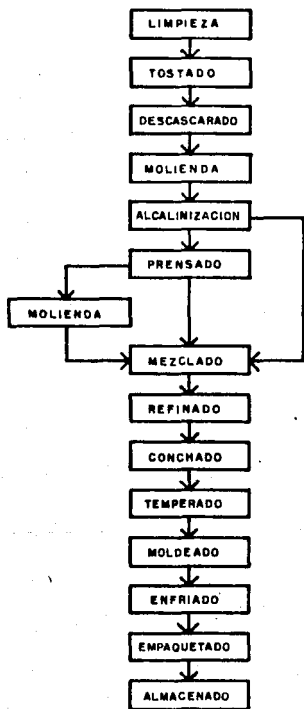 LIMPIEZA
TOSTADO
DESCASCARADO
MOLIENDA
ALCALINIZACION
PRENSADO
MOLIENDA
MEZCLADO
REFINADO
CONCHADO
TEMPERADO
MOLDEADO
ENFRIADO
EMPAQUETADO
ALMACENADO